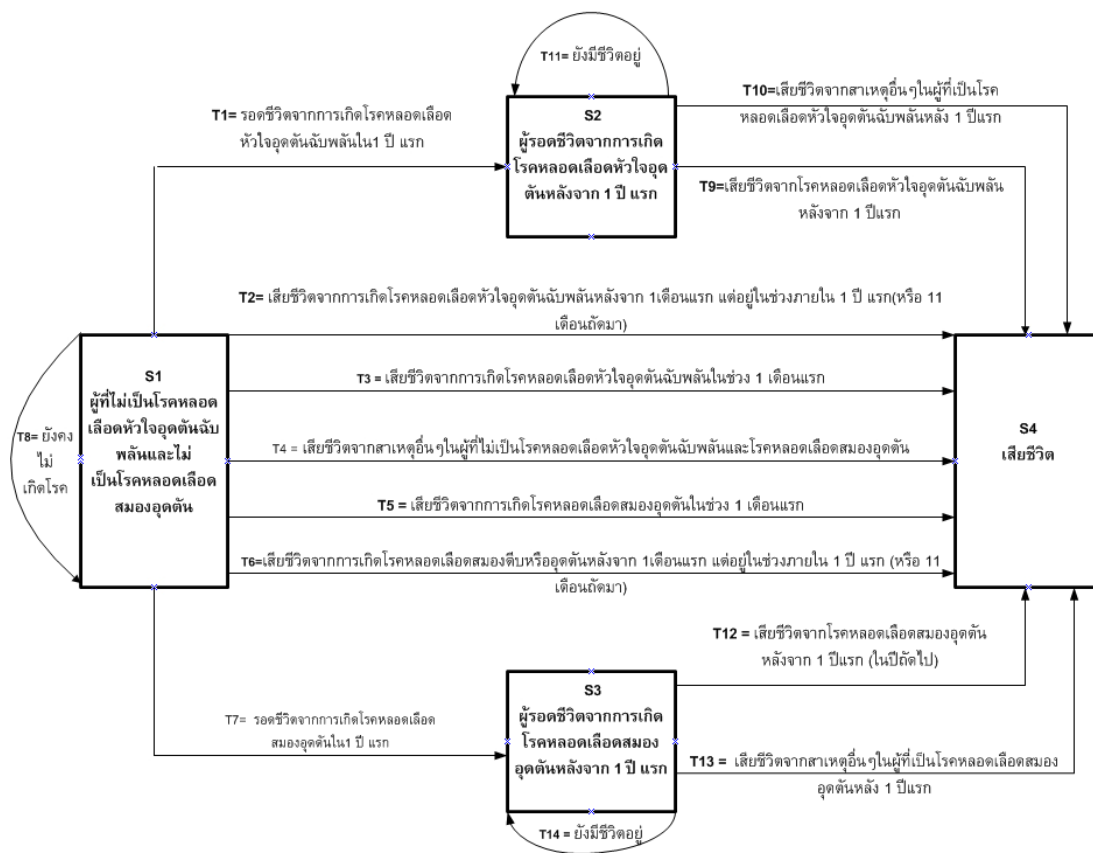 T11= ยังมีชีวิตอยู่
T10=เสียชีวิตจากสาเหตุอื่นๆในผู้ที่เป็นโรค
หลอดเลือดหัวใจอุดตันฉับพลันหลัง 1 ปีแรก
T1= รอดชีวิตจากการเกิดโรคหลอดเลือด
หัวใจอุดตันฉับพลันใน1 ปี แรก
S2
ผู้รอดชีวิตจากการเกิด
โรคหลอดเลือดหัวใจอุด
ตันหลังจาก 1 ปี แรก
T9=เสียชีวิตจากโรคหลอดเลือดหัวใจอุดตันฉับพลัน
หลังจาก 1 ปีแรก
T2= เสียชีวิตจากการเกิดโรคหลอดเลือดหัวใจอุดตันฉับพลันหลังจาก 1เดือนแรก แต่อยู่ในช่วงภายใน 1 ปี แรก(หรือ 11
เดือนถัดมา)
S1
ผู้ที่ไม่เป็นโรคหลอด
เลือดหัวใจอุดตันฉับ
พลันและไม่
เป็นโรคหลอดเลือด
สมองอุดตัน
T8= ยังคง
ไม่
เกิดโรค
T3 = เสียชีวิตจากการเกิดโรคหลอดเลือดหัวใจอุดตันฉับพลันในช่วง 1 เดือนแรก
T4 = เสียชีวิตจากสาเหตุอื่นๆในผู้ที่ไม่เป็นโรคหลอดเลือดหัวใจอุดตันฉับพลันและโรคหลอดเลือดสมองอุดตัน
S4
เสียชีวิต
T5 = เสียชีวิตจากการเกิดโรคหลอดเลือดสมองอุดตันในช่วง 1 เดือนแรก
T6=เสียชีวิตจากการเกิดโรคหลอดเลือดสมองตีบหรืออุดตันหลังจาก 1เดือนแรก แต่อยู่ในช่วงภายใน 1 ปี แรก (หรือ 11
เดือนถัดมา)
T12 = เสียชีวิตจากโรคหลอดเลือดสมองอุดตัน
หลังจาก 1 ปีแรก (ในปีถัดไป)
T7= รอดชีวิตจากการเกิดโรคหลอดเลือด
สมองอุดตันใน1 ปี แรก
S3
ผู้รอดชีวิตจากการเกิด
โรคหลอดเลือดสมอง
อุดตันหลังจาก 1 ปี แรก
T13 = เสียชีวิตจากสาเหตุอื่นๆในผู้ที่เป็นโรคหลอดเลือดสมอง
อุดตันหลัง 1 ปีแรก
T14 = ยังมีชีวิตอยู่